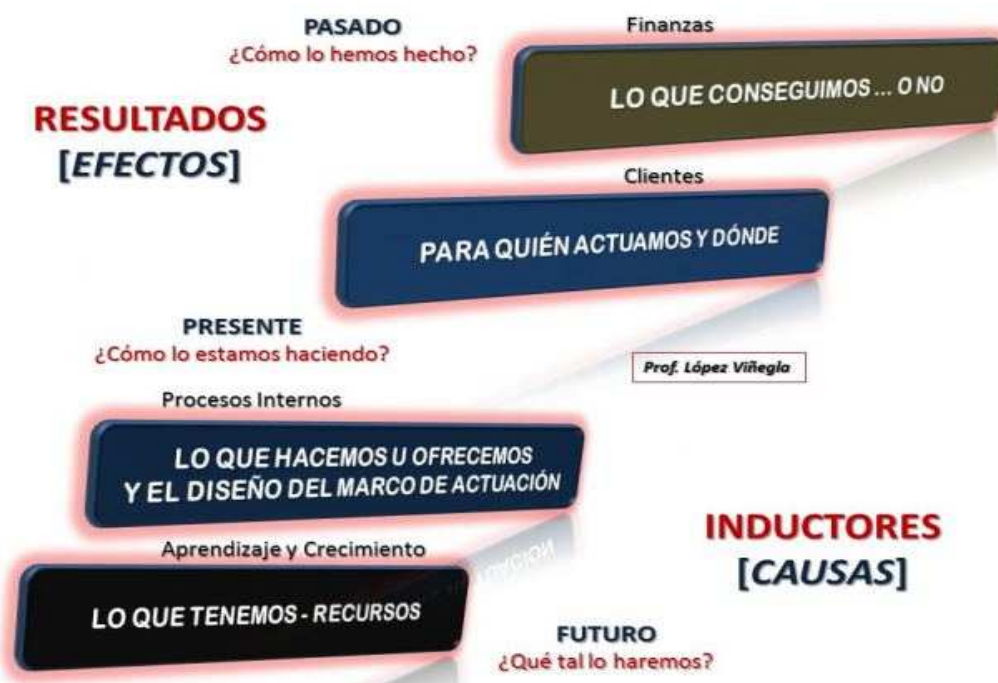 PASADO
¿Cómo lo hemos hecho?
Finanzas
LO QUE CONSEGUIMOS ... O NO
RESULTADOS
[EFECTOS]
Clientes
PARA QUIÉN ACTUAMOS Y DÓNDE
PRESENTE
¿Cómo lo estamos haciendo?
Prof. López Viñegla
Procesos Internos
LO QUE HACEMOS U OFRECEMOS
Y EL DISEÑO DEL MARCO DE ACTUACIÓN
INDUCTORES
[CAUSAS]
Aprendizaje y Crecimiento
LO QUE TENEMOS - RECURSOS
FUTURO
¿Qué tal lo haremos?